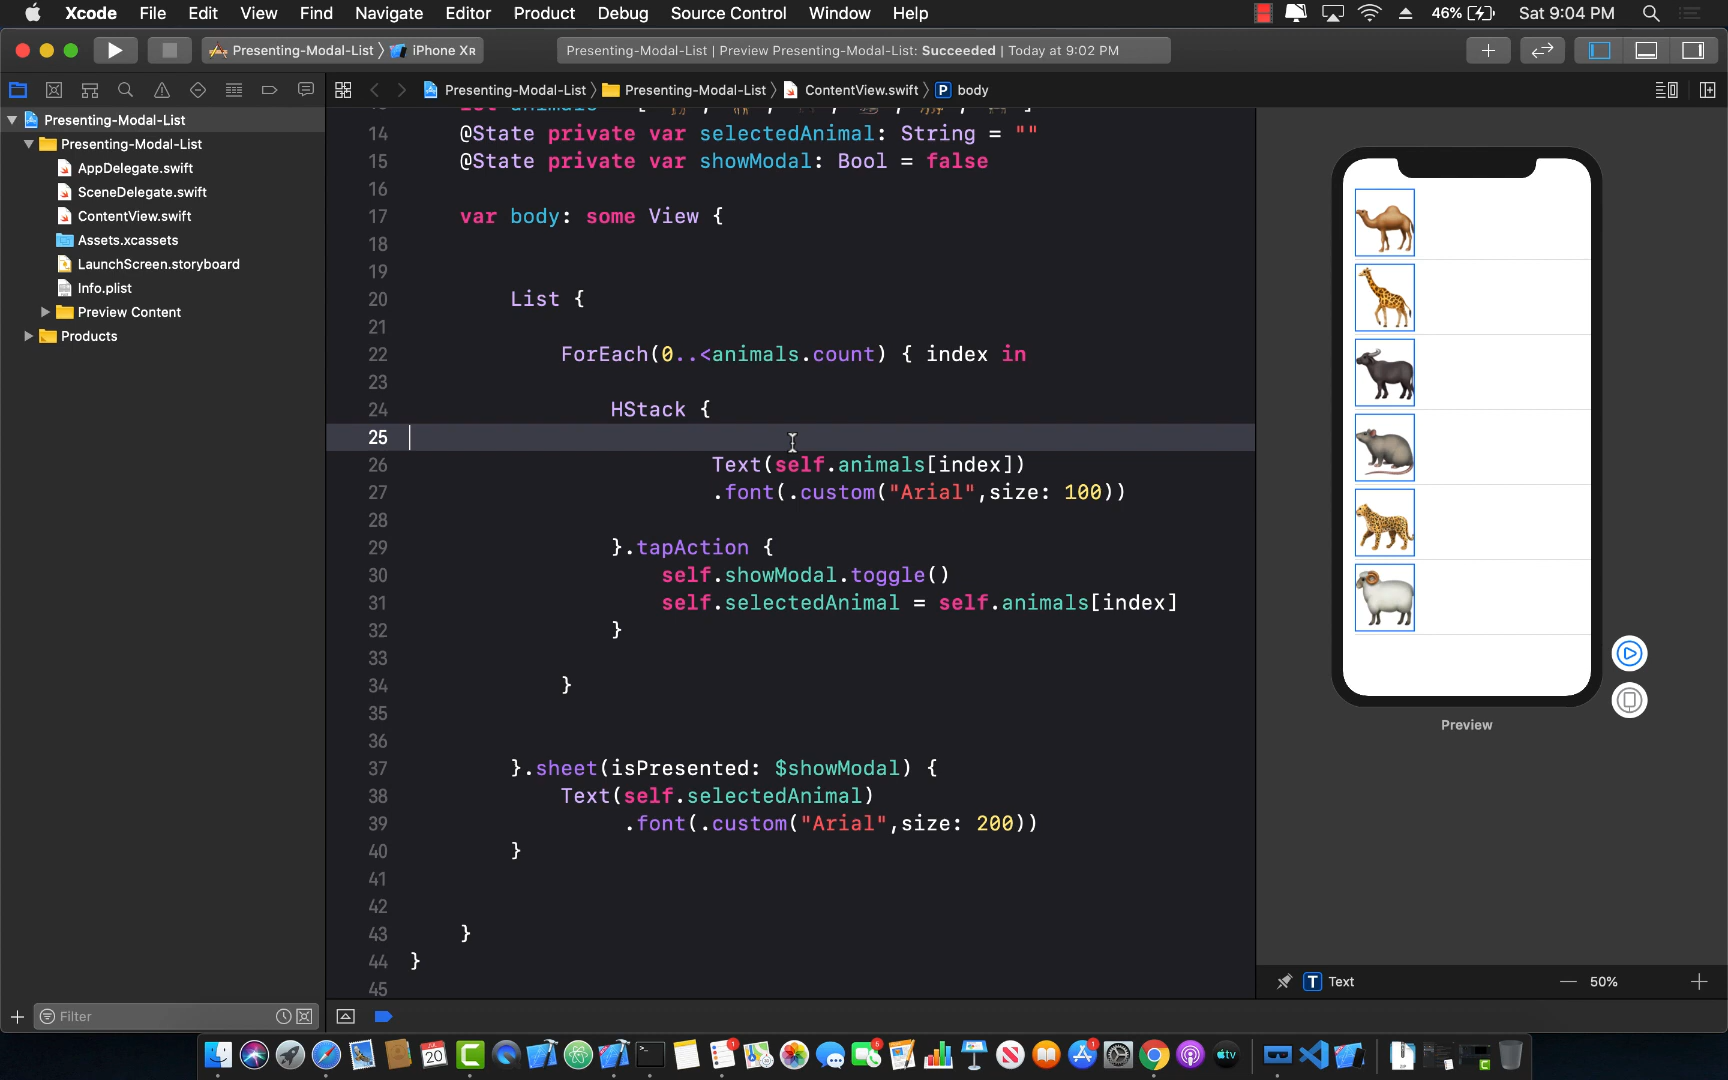 Xcode File Edit View Find Navigate Editor Product Debug Source Control Window Help 46% Sat 9:04 PM
Presenting-Modal-List 〉 iPhone XR Presenting-Modal-List | Preview Presenting-Modal-List: Succeeded | Today at 9:02 PM
Presenting-Modal-List 〉 Presenting-Modal-List 〉 ContentView.swift 〉 P body
Presenting-Modal-List
Presenting-Modal-List
AppDelegate.swift
SceneDelegate.swift
ContentView.swift
Assets.xcassets
LaunchScreen.storyboard
Info.plist
Preview Content
Products
14 @State private var selectedAnimal: String = ""
15 @State private var showModal: Bool = false
16
17 var body: some View {
18
19
20 List {
21
22 ForEach(0..<animals.count) { index in
23
24 HStack {
25
26 Text(self.animals[index])
27 .font(.custom("Arial",size: 100))
28
29 }.tapAction {
30 self.showModal.toggle()
31 self.selectedAnimal = self.animals[index]
32 }
33
34 }
35
36
37 }.sheet(isPresented: $showModal) {
38 Text(self.selectedAnimal)
39 .font(.custom("Arial",size: 200))
40 }
41
42
43 }
44 }
45
Preview
T Text
50%
Filter
JUL
20
1
5
1
tv
ZIP